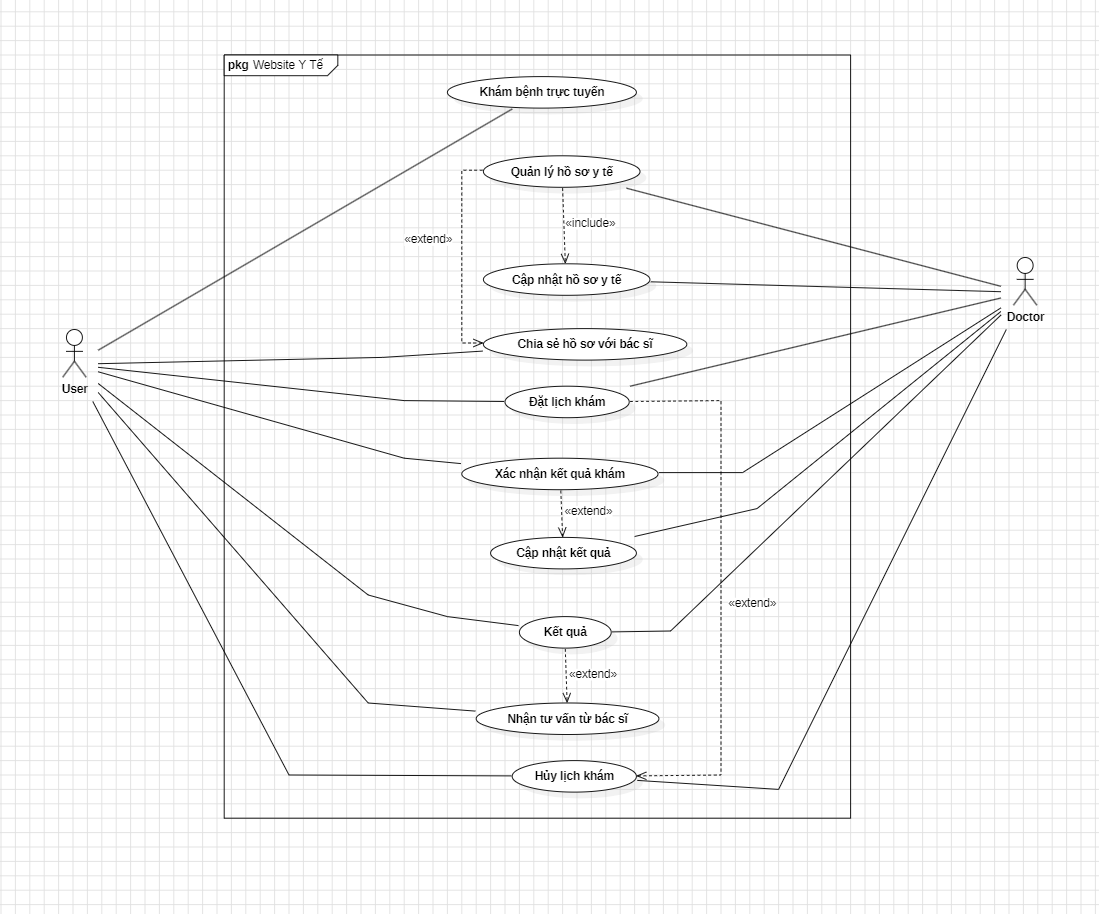 pkg Website Y Tế
Khám bệnh trực tuyến
Quản lý hồ sơ y tế
«include»
«extend»
Cập nhật hồ sơ y tế
Doctor
Chia sẻ hồ sơ với bác sĩ
User
Đặt lịch khám
Xác nhận kết quả khám
«extend»
Cập nhật kết quả
«extend»
Kết quả
«extend»
Nhận tư vấn từ bác sĩ
Hủy lịch khám